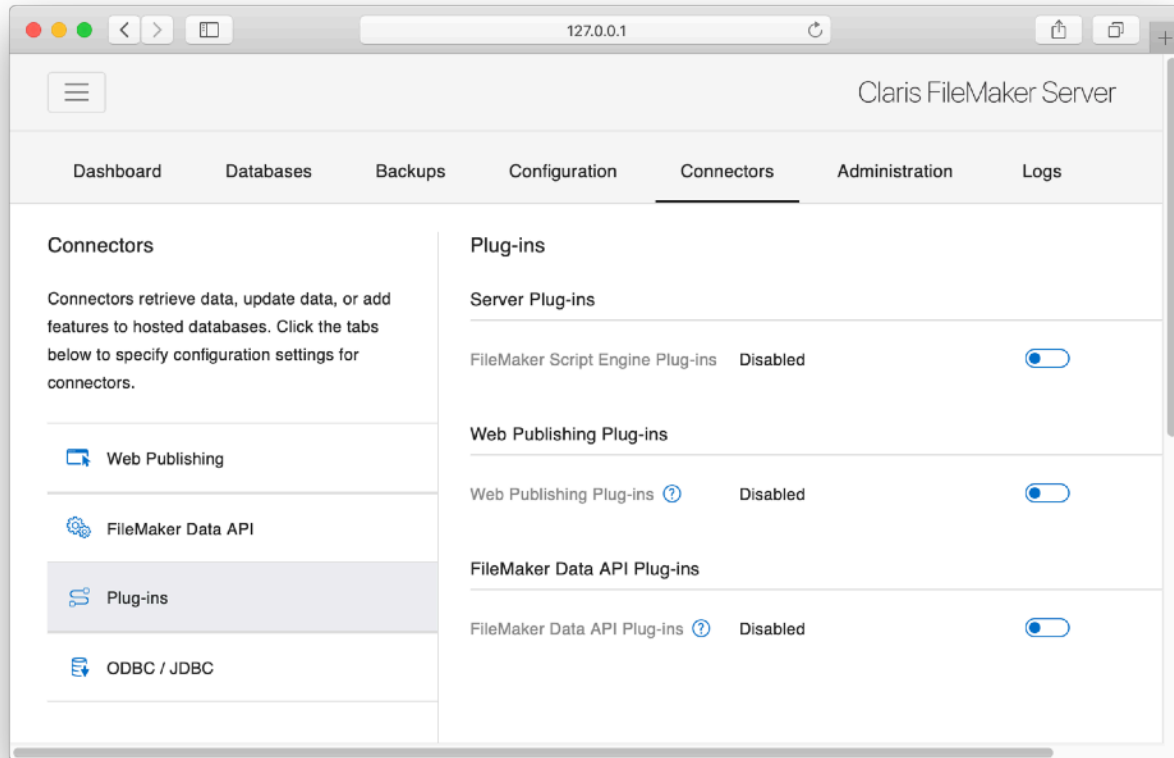 127.0.0.1
Claris FileMaker Server
Dashboard Databases Backups Configuration Connectors Administration Logs
Connectors
Connectors retrieve data, update data, or add
features to hosted databases. Click the tabs
below to specify configuration settings for
connectors.
Web Publishing
FileMaker Data API
Plug-ins
ODBC / JDBC
Plug-ins
Server Plug-ins
FileMaker Script Engine Plug-ins Disabled
Web Publishing Plug-ins
Web Publishing Plug-ins ? Disabled
FileMaker Data API Plug-ins
FileMaker Data API Plug-ins ? Disabled